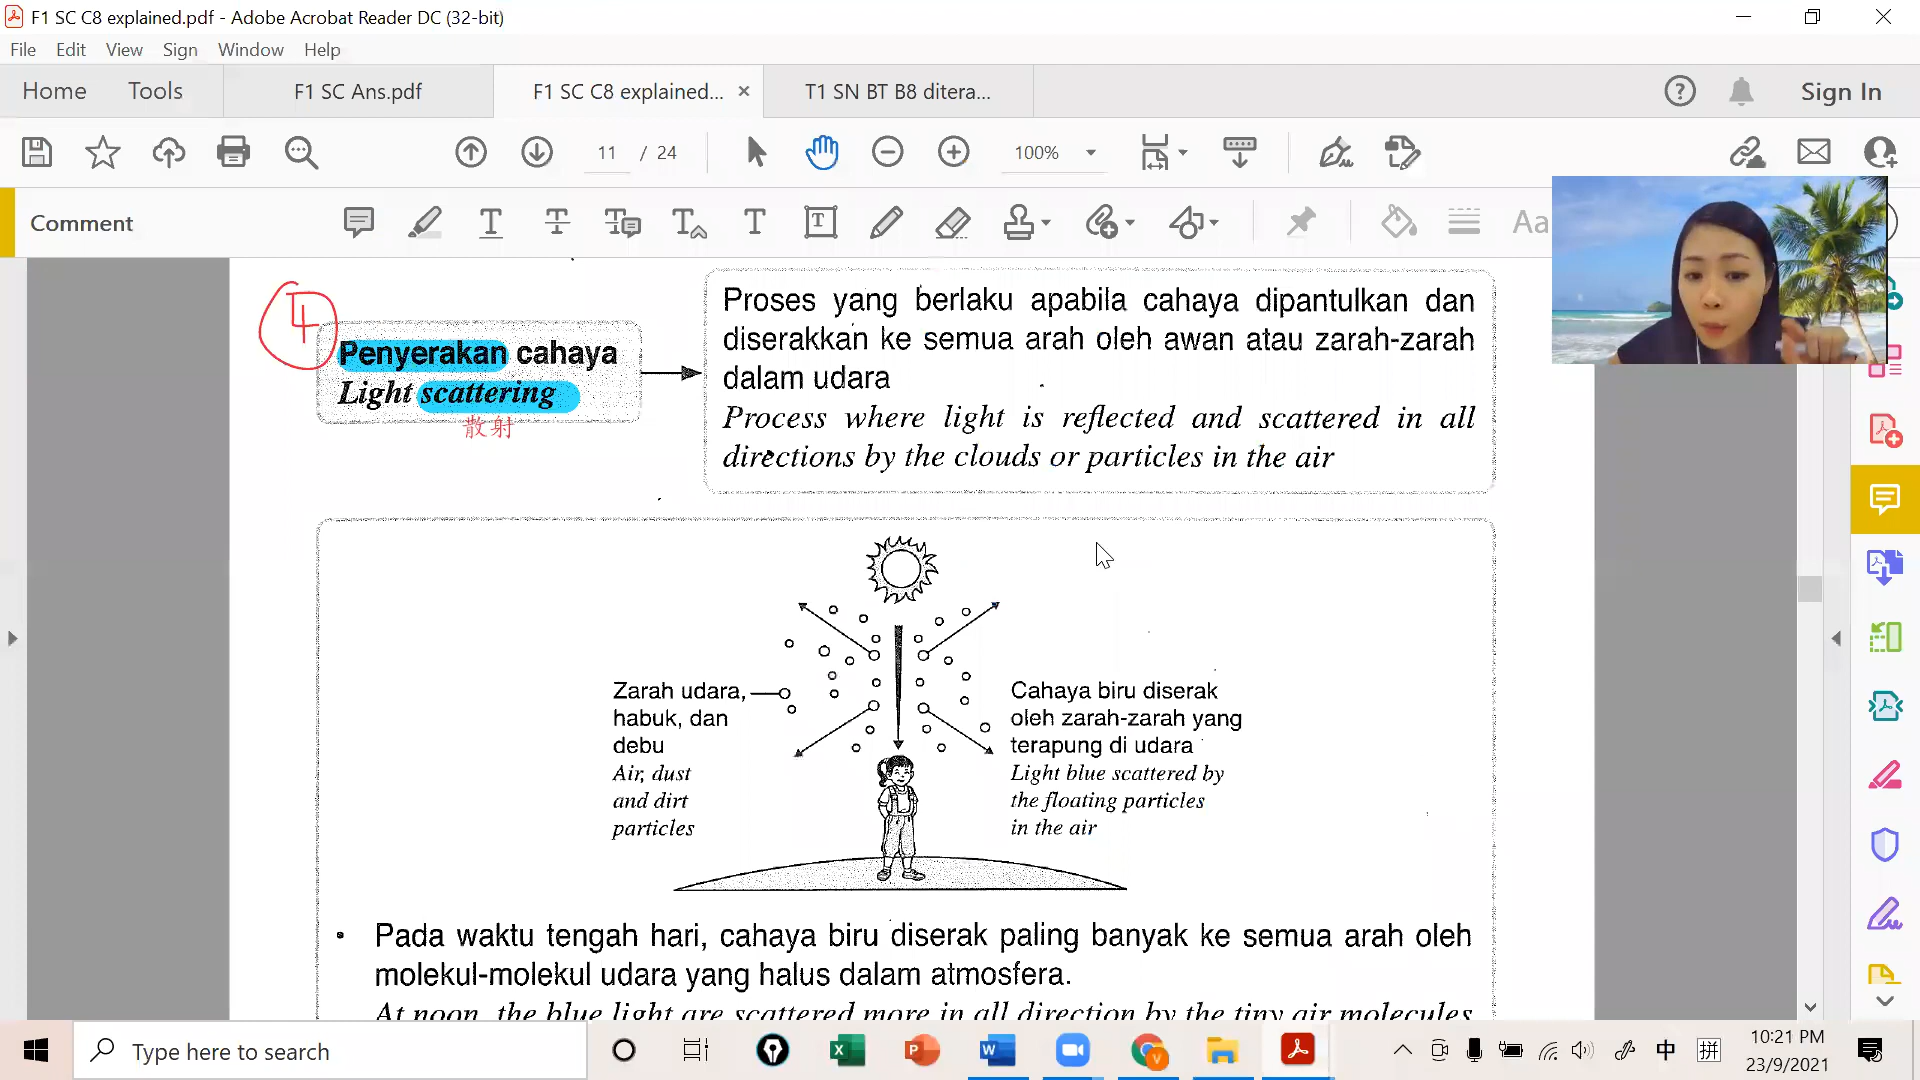 F1 SC C8 explained.pdf - Adobe Acrobat Reader DC (32-bit)
File Edit View Sign Window Help
Home Tools F1 SC Ans.pdf F1 SC C8 explained... × T1 SN BT B8 ditera... Sign In
11 / 24 100%
Comment
Aa
4
Penyerakan cahaya
Light scattering
散射
Proses yang berlaku apabila cahaya dipantulkan dan
diserakkan ke semua arah oleh awan atau zarah-zarah
dalam udara
Process where light is reflected and scattered in all
directions by the clouds or particles in the air
Zarah udara,
habuk, dan
debu
Air, dust
and dirt
particles
Cahaya biru diserak
oleh zarah-zarah yang
terapung di udara
Light blue scattered by
the floating particles
in the air
• Pada waktu tengah hari, cahaya biru diserak paling banyak ke semua arah oleh
molekul-molekul udara yang halus dalam atmosfera.
At noon, the blue light are scattered more in all direction by the tiny air molecules
Type here to search
中 拼
10:21 PM
23/9/2021